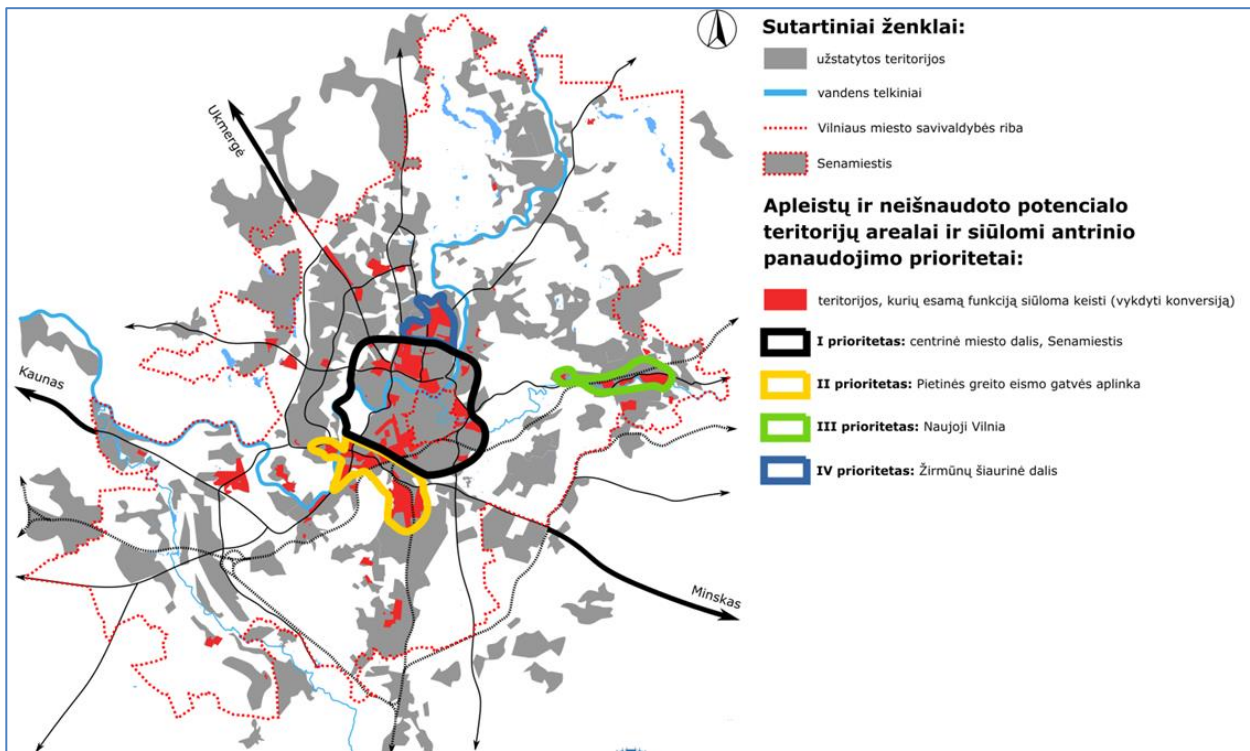 Sutartiniai ženklai:
užstatytos teritorijos
vandens telkiniai
Vilniaus miesto savivaldybės riba
Senamiestis
Apleistų ir neišnaudoto potencialo
teritorijų arealai ir siūlomi antrinio
panaudojimo prioritetai:
teritorijos, kurių esamą funkciją siūloma keisti (vykdyti konversiją)
I prioritetas: centrinė miesto dalis, Senamiestis
II prioritetas: Pietinės greito eismo gatvės aplinka
III prioritetas: Naujoji Vilnia
IV prioritetas: Žirmūnų šiaurinė dalis
Ukmergė
Kaunas
Minskas